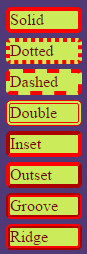 Solid
Dotted
Dashed
Double
Inset
Outset
Groove
Ridge